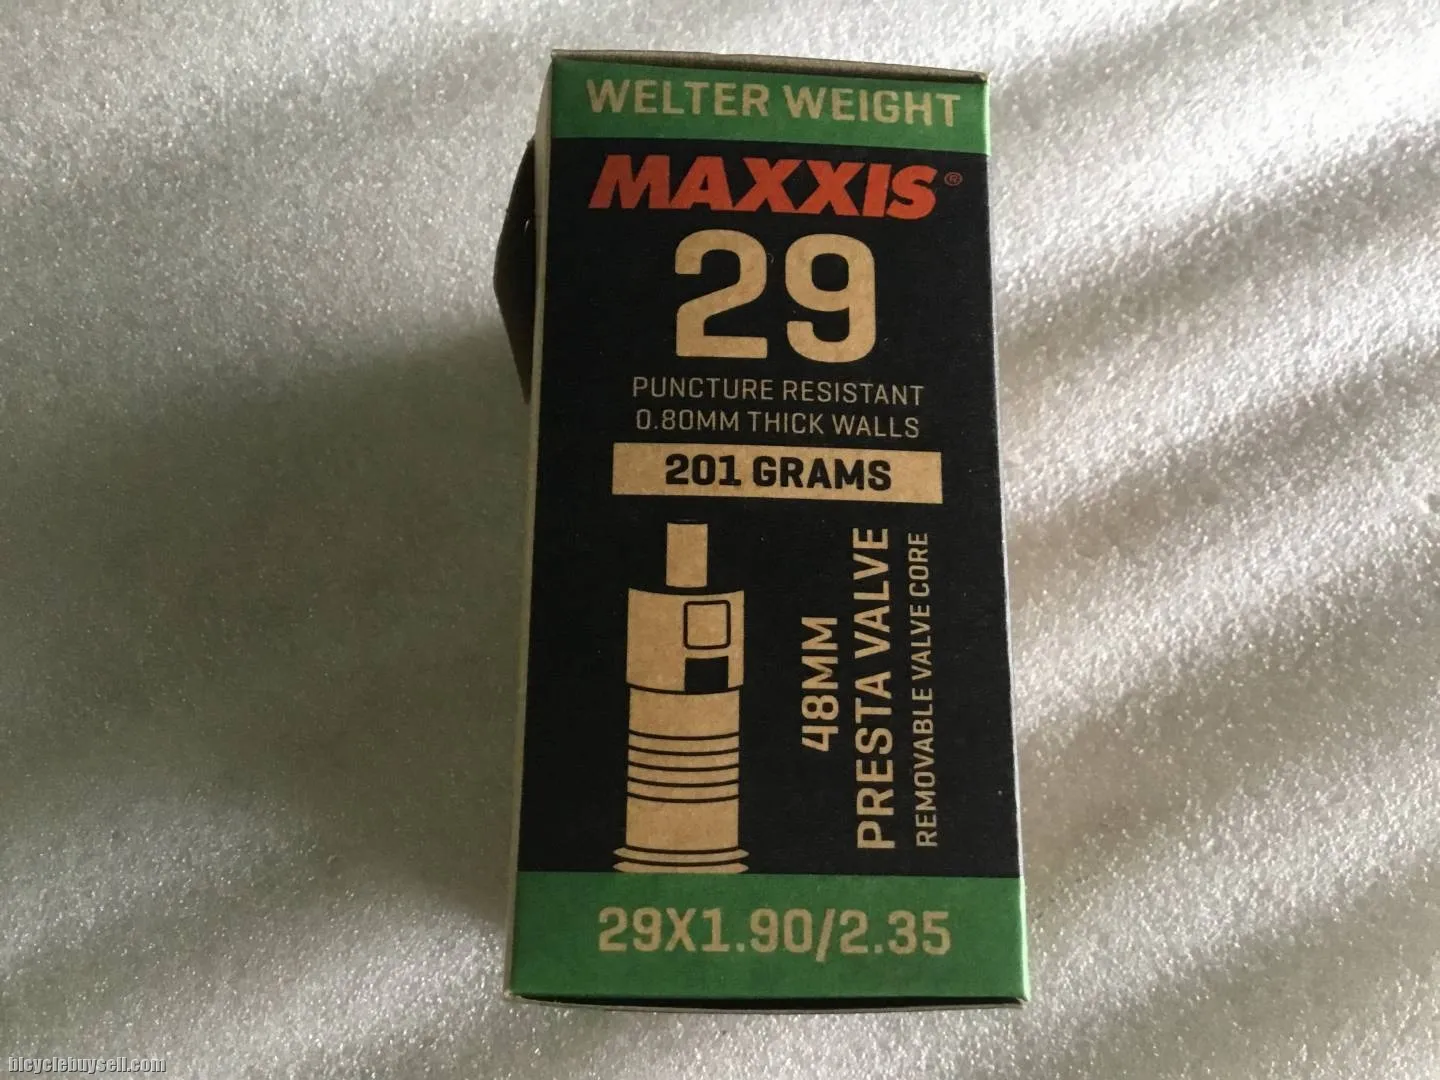 WELTER WEIGHT
MAXXIS®
29
PUNCTURE RESISTANT
0.80MM THICK WALLS
201 GRAMS
48MM
PRESTA VALVE
REMOVABLE VALVE CORE
29X1.90/2.35
bicyclebuysell.com